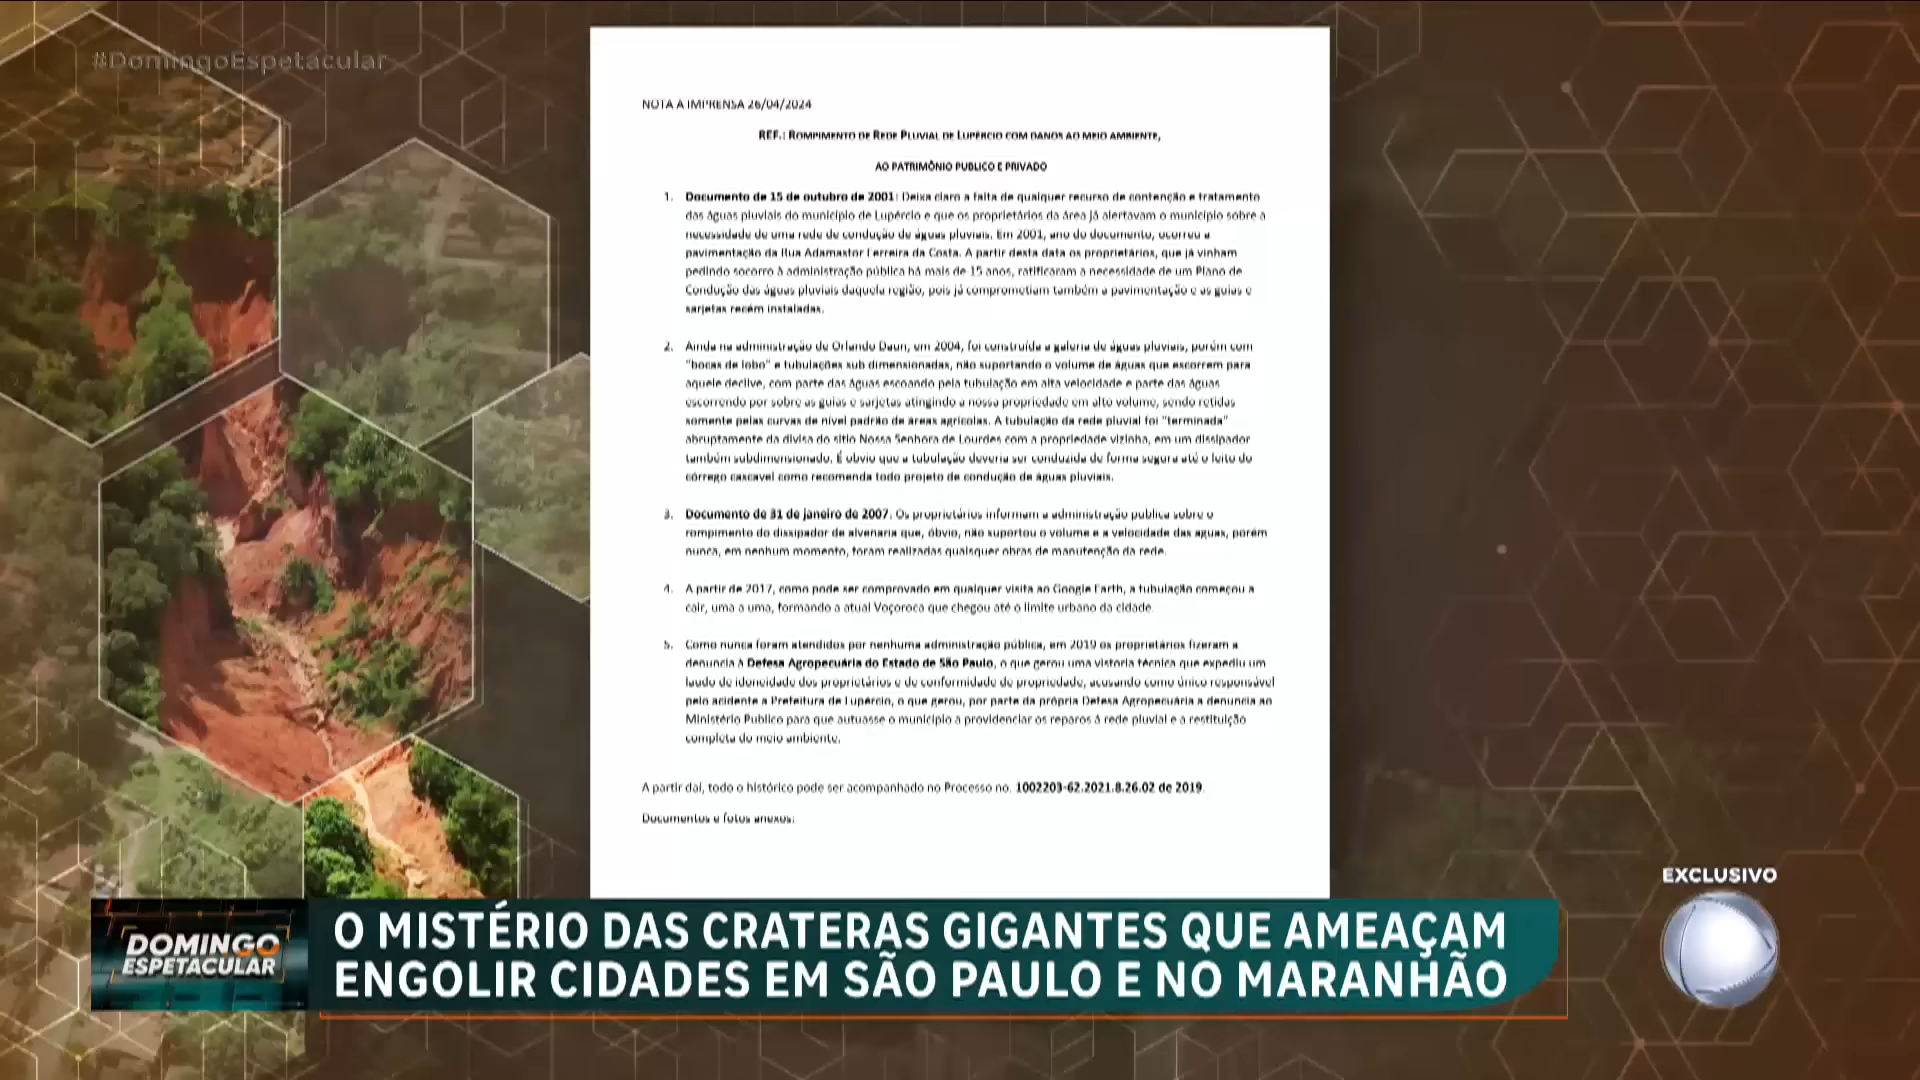 #DomingoEspetacular
NOTA À IMPRENSA 26/04/2024
REF.: ROMPIMENTO DE REDE PLUVIAL DE LUPÉRCIO COM DANOS AO MEIO AMBIENTE,
AO PATRIMÔNIO PUBLICO E PRIVADO
1. Documento de 15 de outubro de 2001: Deixa claro a falta de qualquer recurso de contenção e tratamento
das águas pluviais do município de Lupércio e que os proprietários da área já alertavam o município sobre a
necessidade de uma rede de condução de águas pluviais. Em 2001, ano do documento, ocorreu a
pavimentação da Rua Adamastor Ferreira da Costa. A partir desta data os proprietários, que já vinham
pedindo socorro à administração pública há mais de 15 anos, ratificaram a necessidade de um Plano de
Condução das águas pluviais daquela região, pois já comprometiam também a pavimentação e as guias e
sarjetas recém instaladas.
2. Ainda na administração de Orlando Daun, em 2004, foi construída a galeria de águas pluviais, porém com
"bocas de lobo" e tubulações sub dimensionadas, não suportando o volume de águas que escorrem para
aquele declive, com parte das águas escoando pela tubulação em alta velocidade e parte das águas
escorrendo por sobre as guias e sarjetas atingindo a nossa propriedade em alto volume, sendo retidas
somente pelas curvas de nível padrão de áreas agrícolas. A tubulação da rede pluvial foi "terminada"
abruptamente da divisa do sítio Nossa Senhora de Lourdes com a propriedade vizinha, em um dissipador
também subdimensionado. É obvio que a tubulação deveria ser conduzida de forma segura até o leito do
córrego cascavel como recomenda todo projeto de condução de águas pluviais.
3. Documento de 31 de janeiro de 2007. Os proprietários informam a administração publica sobre o
rompimento do dissipador de alvenaria que, óbvio, não suportou o volume e a velocidade das aguas, porém
nunca, em nenhum momento, foram realizadas quaisquer obras de manutenção da rede.
4. A partir de 2017, como pode ser comprovado em qualquer visita ao Google Earth, a tubulação começou a
cair, uma a uma, formando a atual Voçoroca que chegou até o limite urbano da cidade.
5. Como nunca foram atendidos por nenhuma administração pública, em 2019 os proprietários fizeram a
denuncia à Defesa Agropecuária do Estado de São Paulo, o que gerou uma vistoria técnica que expediu um
laudo de idoneidade dos proprietários e de conformidade de propriedade, acusando como único responsável
pelo acidente a Prefeitura de Lupércio, o que gerou, por parte da própria Defesa Agropecuária a denuncia ao
Ministério Publico para que autuasse o município a providenciar os reparos á rede pluvial e a restituição
completa do meio ambiente.
A partir daí, todo o histórico pode ser acompanhado no Processo no. 1002203-62.2021.8.26.02 de 2019.
Documentos e fotos anexos:
EXCLUSIVO
DOMINGO
ESPETACULAR
O MISTÉRIO DAS CRATERAS GIGANTES QUE AMEAÇAM
ENGOLIR CIDADES EM SÃO PAULO E NO MARANHÃO